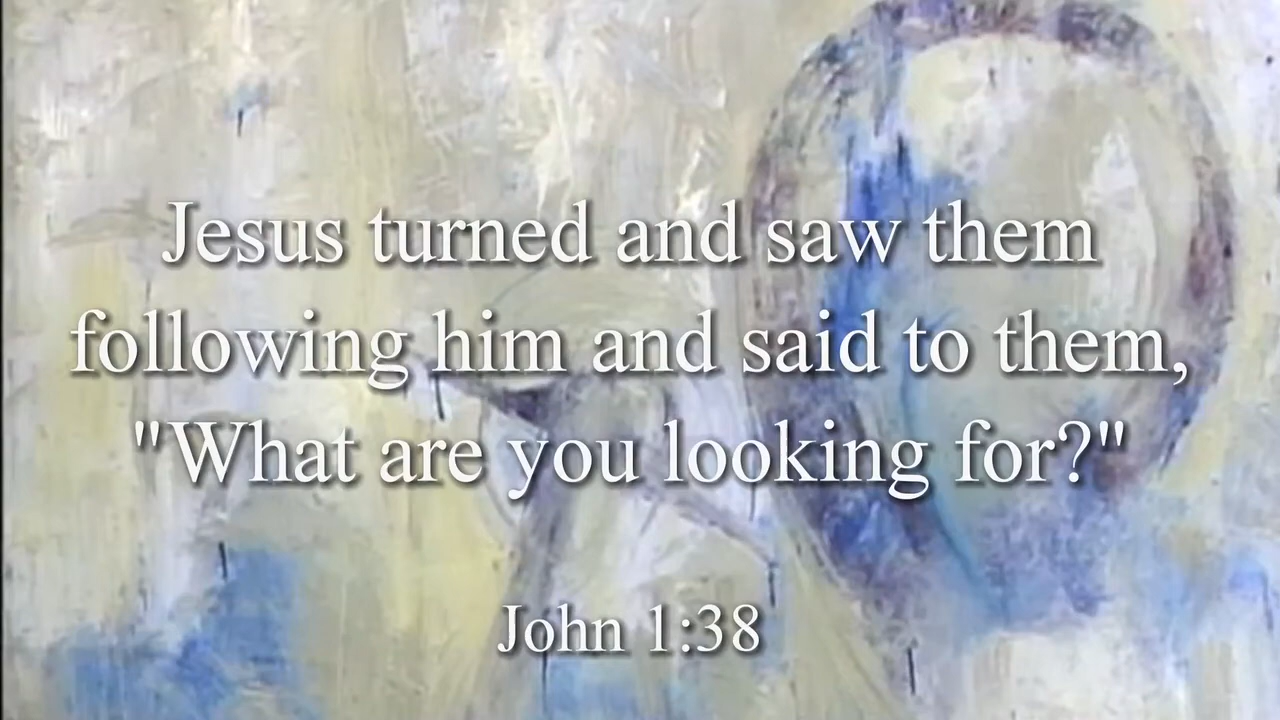 Jesus turned and saw them
following him and said to them,
"What are you looking for?"
John 1:38